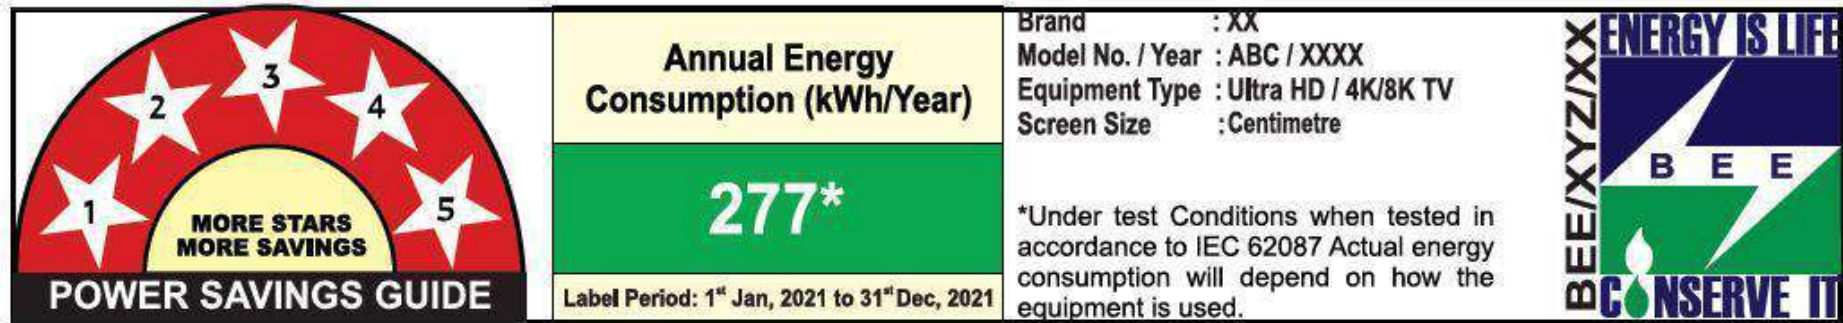 1
2
3
4
5
MORE STARS
MORE SAVINGS
POWER SAVINGS GUIDE
Annual Energy
Consumption (kWh/Year)
277*
Label Period: 1st Jan, 2021 to 31st Dec, 2021
Brand : XX
Model No. / Year : ABC / XXXX
Equipment Type : Ultra HD / 4K/8K TV
Screen Size : Centimetre
*Under test Conditions when tested in
accordance to IEC 62087 Actual energy
consumption will depend on how the
equipment is used.
BEE/XYZ/XX
ENERGY IS LIFE
B E E
CONSERVE IT